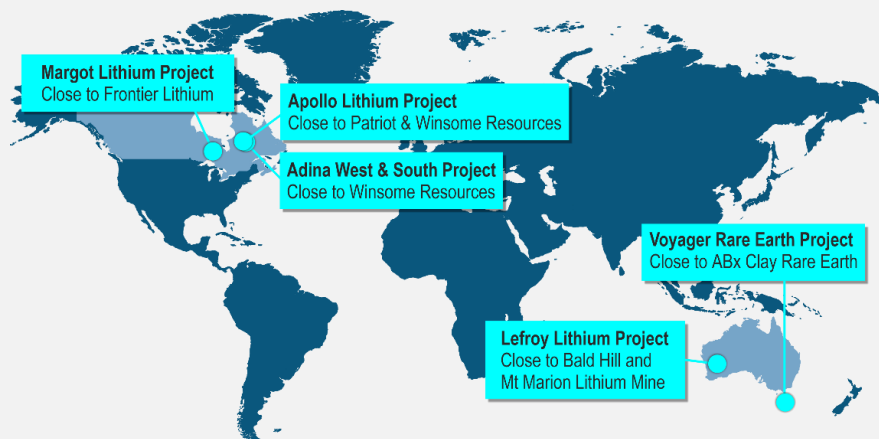 Margot Lithium Project
Close to Frontier Lithium
Apollo Lithium Project
Close to Patriot & Winsome Resources
Adina West & South Project
Close to Winsome Resources
Voyager Rare Earth Project
Close to ABx Clay Rare Earth
Lefroy Lithium Project
Close to Bald Hill and
Mt Marion Lithium Mine